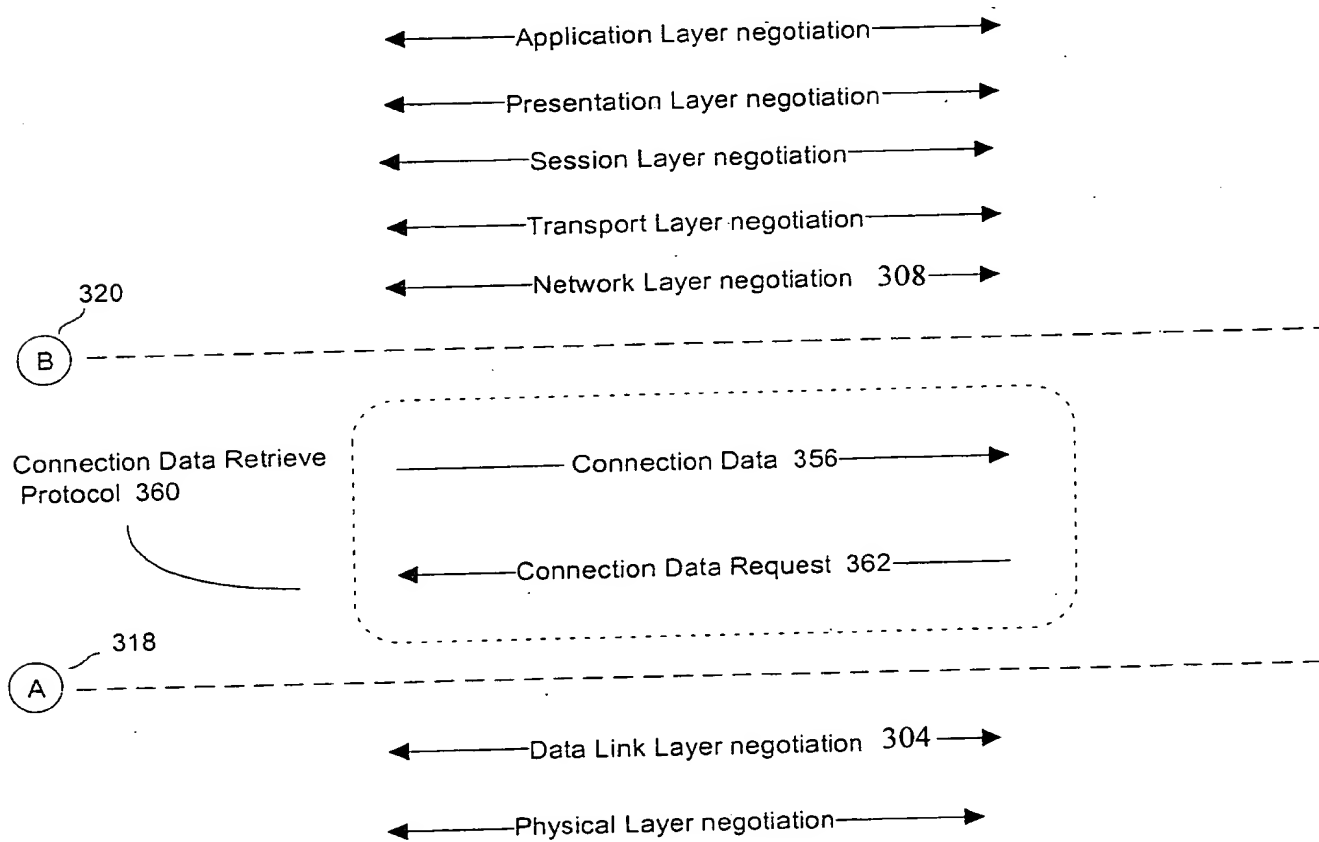 Application Layer negotiation
Presentation Layer negotiation
Session Layer negotiation
Transport Layer negotiation
Network Layer negotiation 308
320
B
Connection Data Retrieve
Protocol 360
Connection Data 356
Connection Data Request 362
318
A
Data Link Layer negotiation 304
Physical Layer negotiation